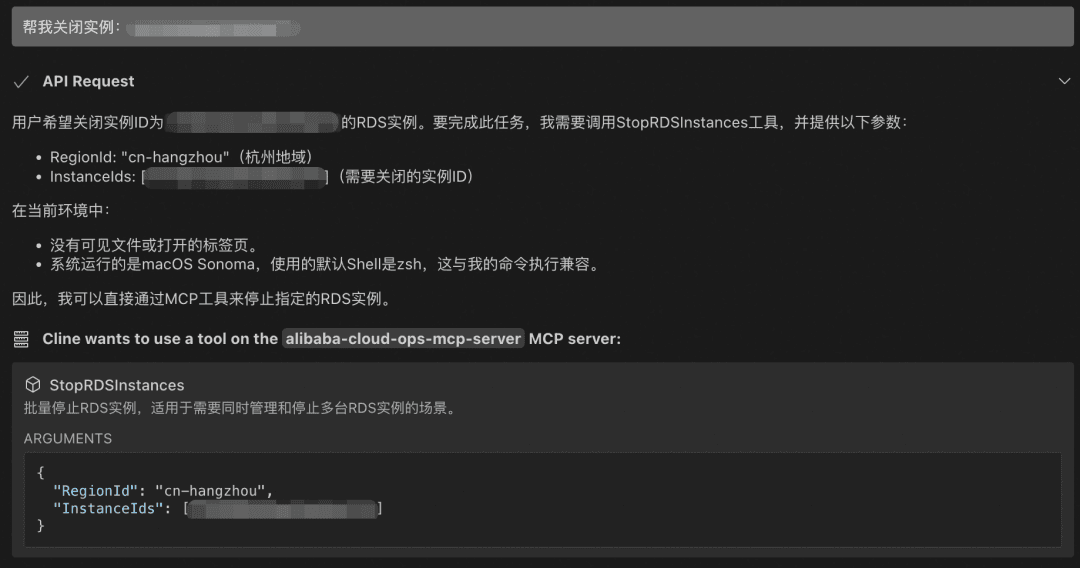 帮我关闭实例：
API Request
用户希望关闭实例ID为 的RDS实例。要完成此任务，我需要调用StopRDSInstances工具，并提供以下参数：
• RegionId: "cn-hangzhou"（杭州地域）
• InstanceIds: [ ]（需要关闭的实例ID）
在当前环境中：
• 没有可见文件或打开的标签页。
• 系统运行的是macOS Sonoma，使用的默认Shell是zsh，这与我的命令执行兼容。
因此，我可以直接通过MCP工具来停止指定的RDS实例。
Cline wants to use a tool on the alibaba-cloud-ops-mcp-server MCP server:
StopRDSInstances
批量停止RDS实例，适用于需要同时管理和停止多台RDS实例的场景。
ARGUMENTS
{
"RegionId": "cn-hangzhou",
"InstanceIds": [ ]
}